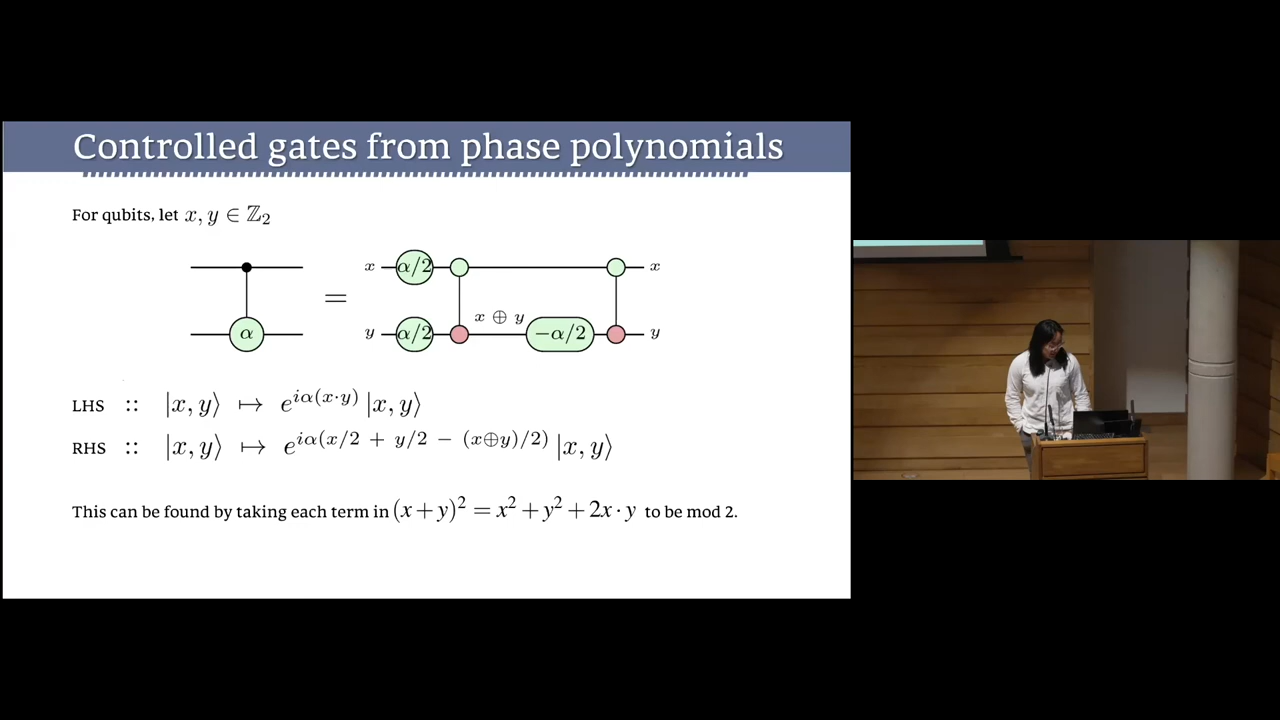 Controlled gates from phase polynomials
For qubits, let x, y ∈ ℤ₂
x α/2 x
α = x ⊕ y
y α/2 −α/2 y
LHS :: |x, y⟩ ↦ e^{iα(x·y)} |x, y⟩
RHS :: |x, y⟩ ↦ e^{iα(x/2 + y/2 − (x⊕y)/2)} |x, y⟩
This can be found by taking each term in (x+y)² = x² + y² + 2x · y to be mod 2.